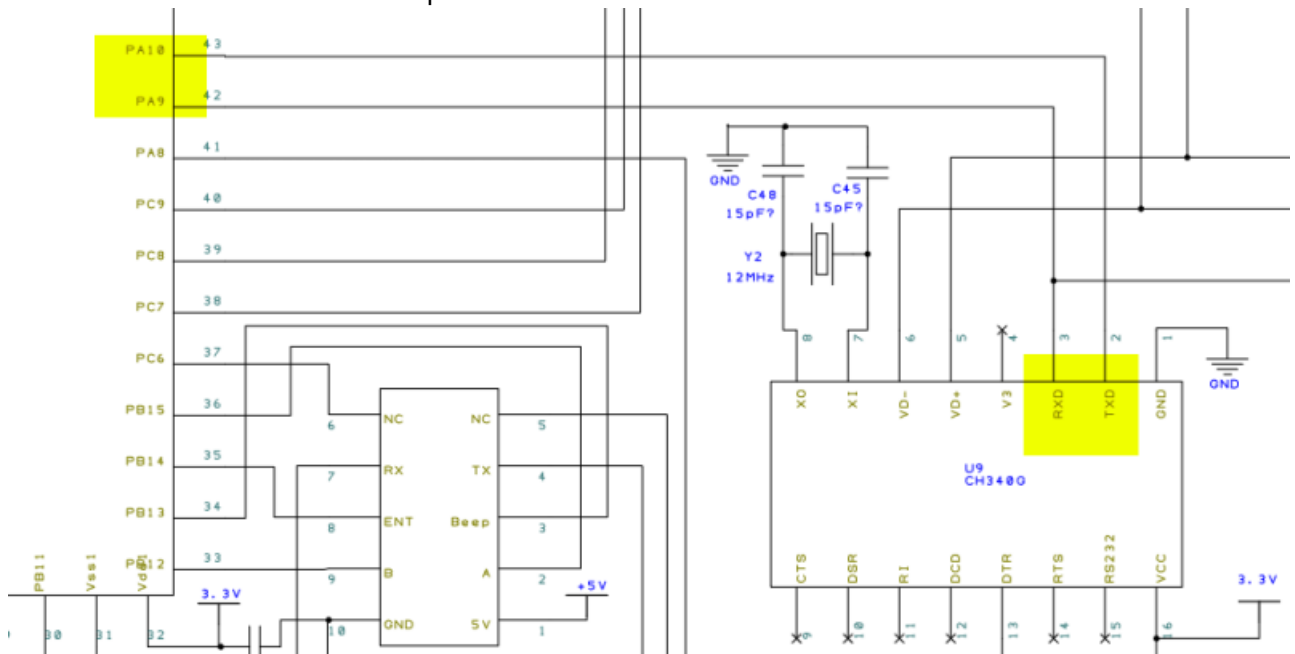 PA10 43
PA9 42
PA8 41
PC9 40
PC8 39
PC7 38
PC6 37
PB15 36
PB14 35
PB13 34
PB12 33
PB11
Vss1
Vdd1
30
31
32
3.3V
NC
RX
ENT
B
GND
NC
TX
Beep
A
5V
6
7
8
9
10
5
4
3
2
1
+5V
GND
C48
15pF?
C45
15pF?
Y2
12MHz
8
7
6
5
4
3
2
1
GND
XO
XI
VD-
VD+
V3
RXD
TXD
GND
U9
CH340G
CTS
DSR
RI
DCD
DTR
RTS
RS232
VCC
9
10
11
12
13
14
15
16
3.3V